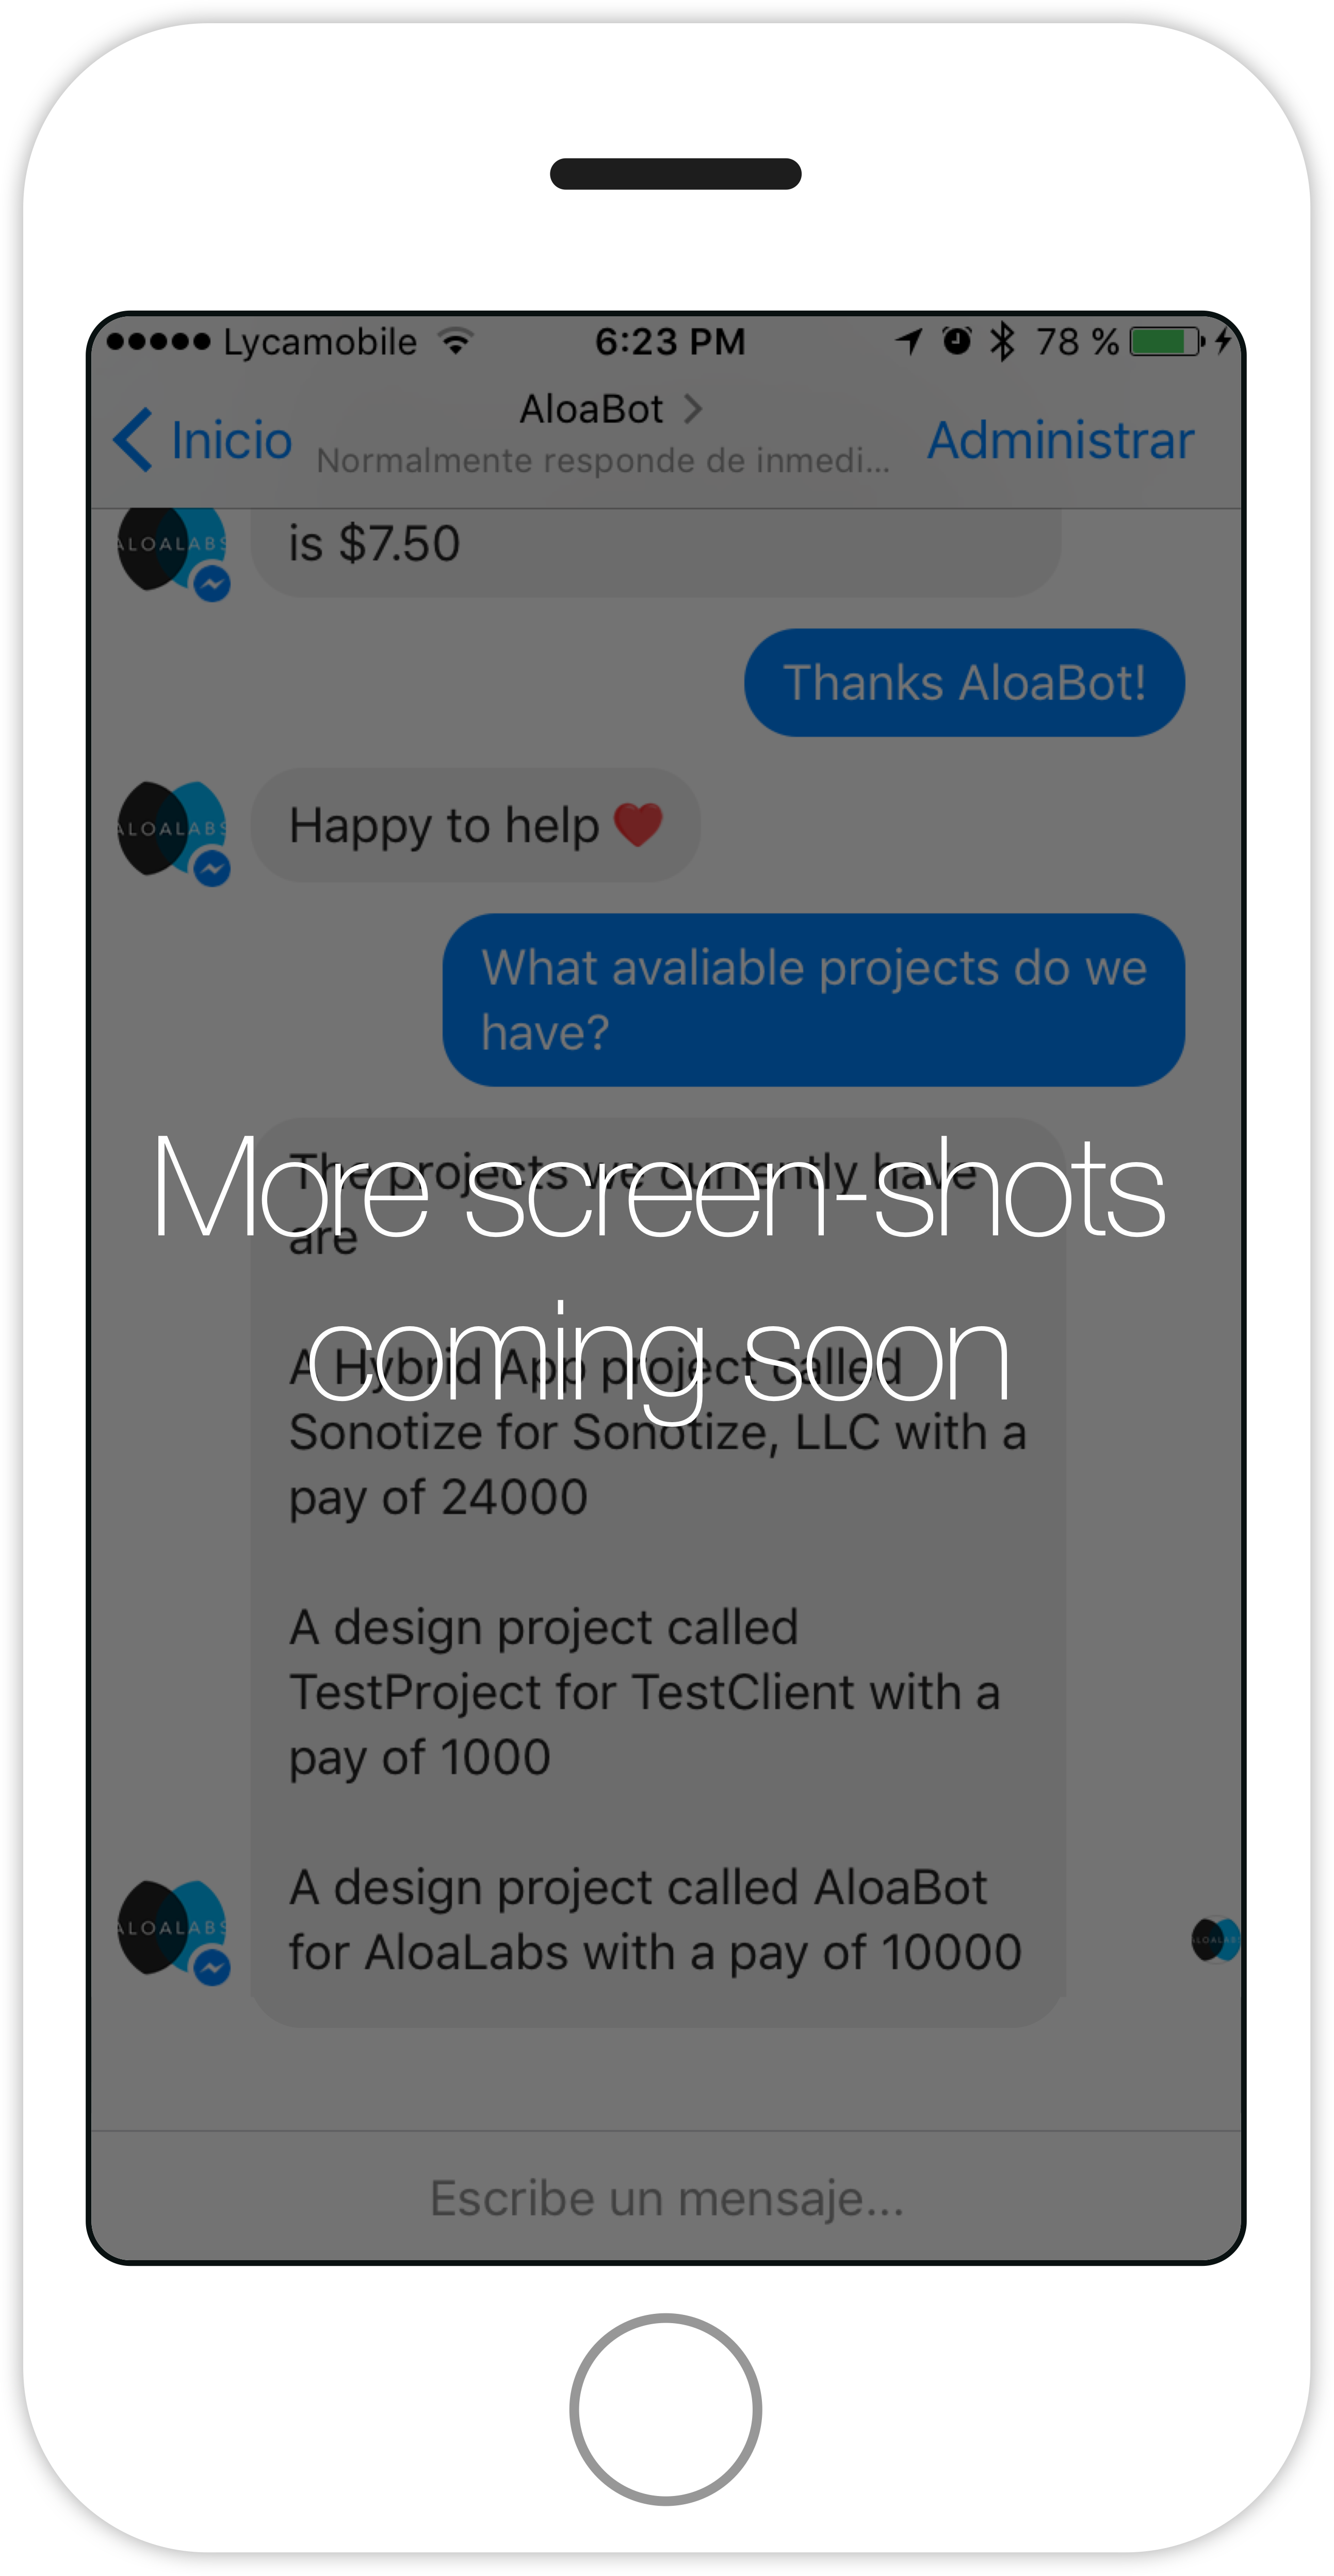 Lycamobile 6:23 PM 78 %
AloaBot
Inicio Normalmente responde de inmedi... Administrar
ALOALABS is $7.50
Thanks AloaBot!
ALOALABS Happy to help ❤️
What avaliable projects do we
have?
More screen-shots
coming soon
The projects we currently have
are
A Hybrid App project called
Sonotize for Sonotize, LLC with a
pay of 24000
A design project called
TestProject for TestClient with a
pay of 1000
A design project called AloaBot
ALOALABS for AloaLabs with a pay of 10000 ALOALABS
Escribe un mensaje...